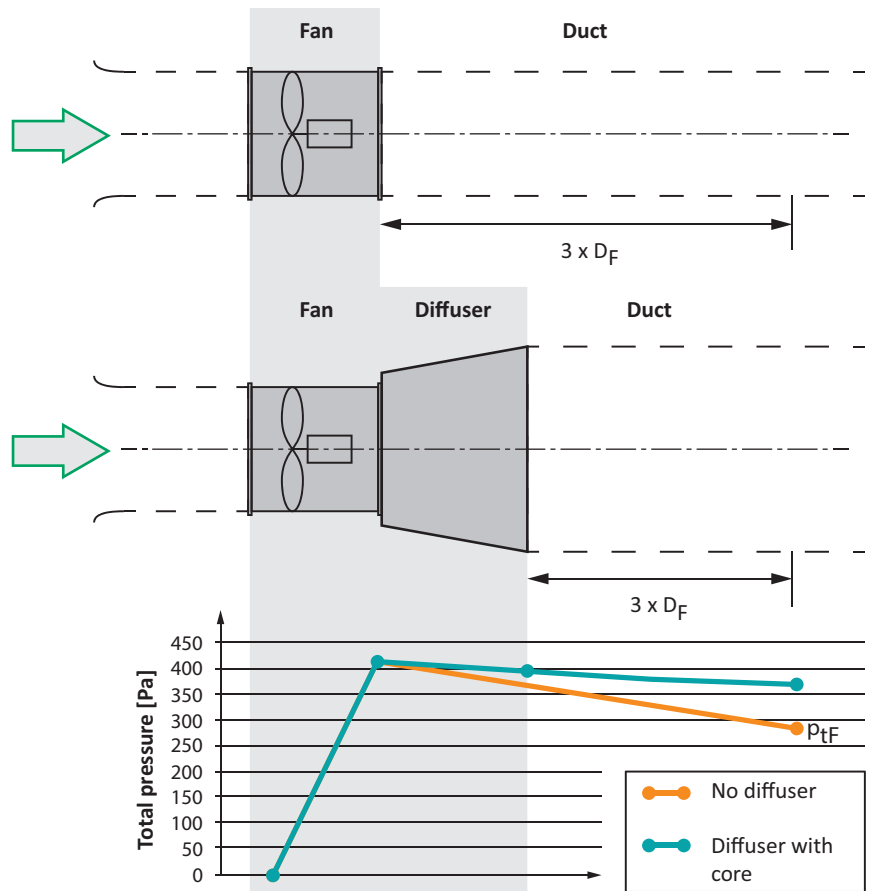 Fan
Duct
3 x DF
Fan
Diffuser
Duct
3 x DF
Total pressure [Pa]
450
400
350
300
250
200
150
100
50
0
ptF
No diffuser
Diffuser with
core